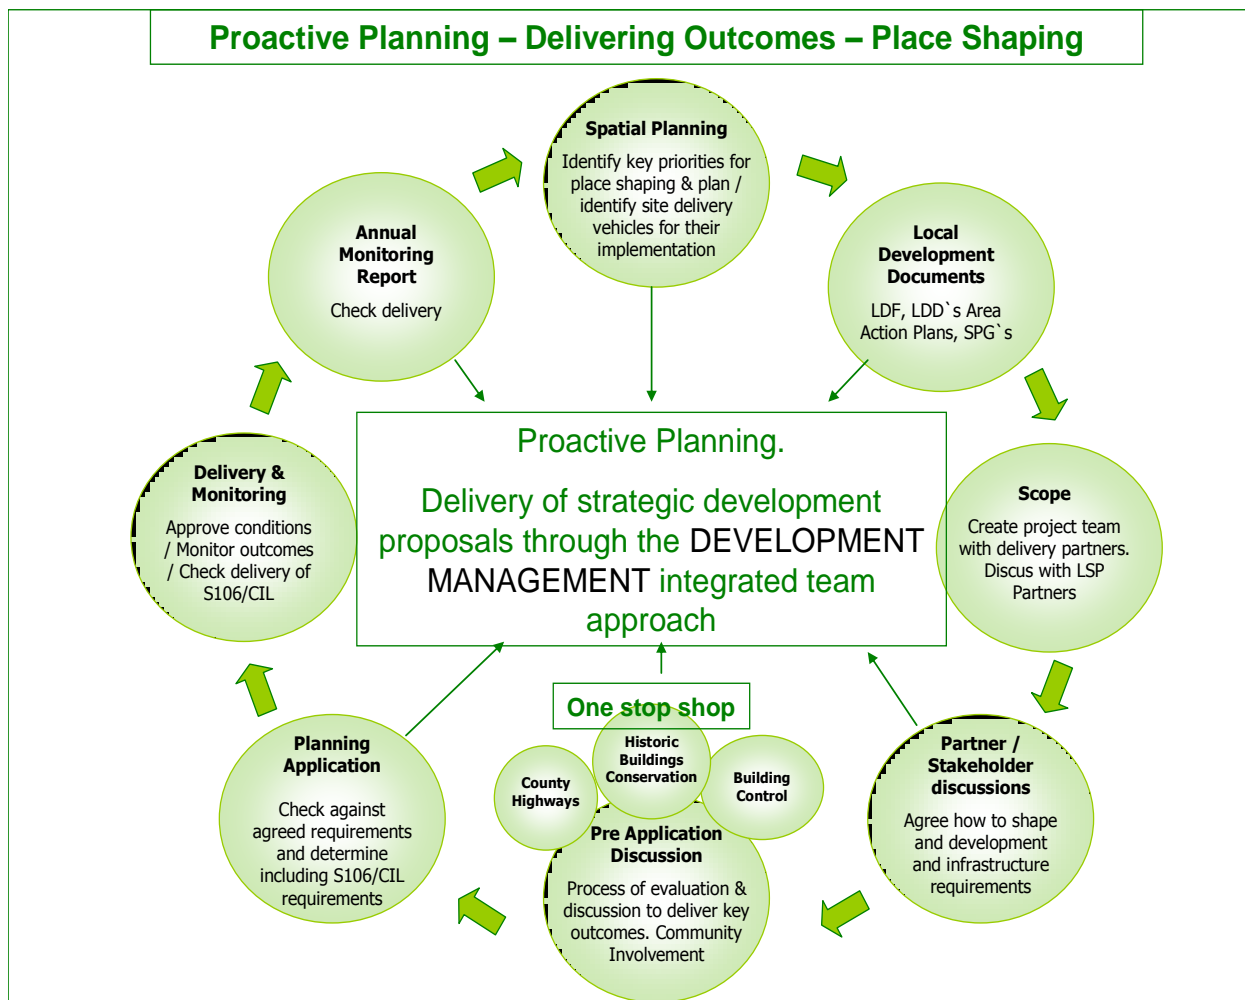 Proactive Planning – Delivering Outcomes – Place Shaping
Spatial Planning
Identify key priorities for
place shaping & plan /
identify site delivery
vehicles for their
implementation
Local
Development
Documents
LDF, LDD`s Area
Action Plans, SPG`s
Scope
Create project team
with delivery partners.
Discus with LSP
Partners
Partner /
Stakeholder
discussions
Agree how to shape
and development
and infrastructure
requirements
One stop shop
County
Highways
Historic
Buildings
Conservation
Building
Control
Pre Application
Discussion
Process of evaluation &
discussion to deliver key
outcomes. Community
Involvement
Planning
Application
Check against
agreed requirements
and determine
including S106/CIL
requirements
Delivery &
Monitoring
Approve conditions
/ Monitor outcomes
/ Check delivery of
S106/CIL
Annual
Monitoring
Report
Check delivery
Proactive Planning.
Delivery of strategic development
proposals through the DEVELOPMENT
MANAGEMENT integrated team
approach